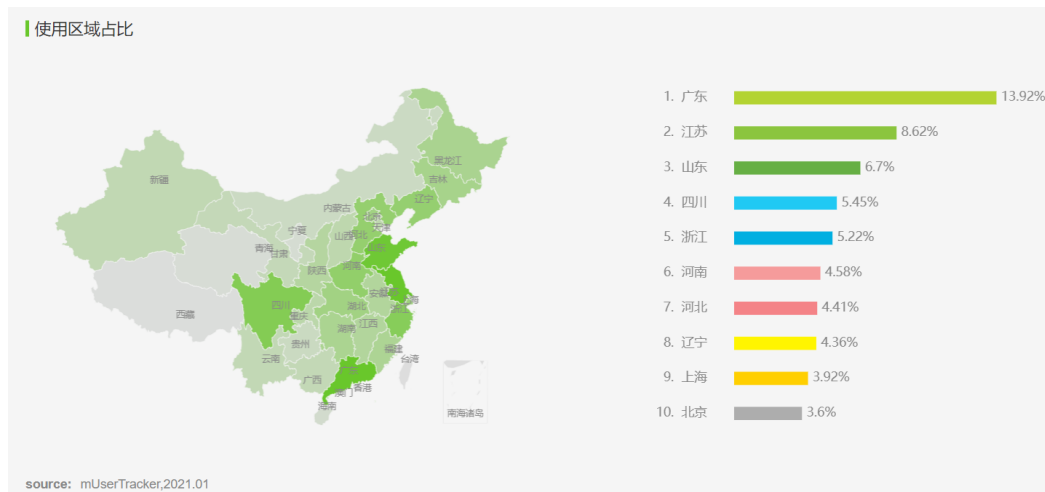 使用区域占比
黑龙江
吉林
新疆
辽宁
内蒙古
北京
天津
宁夏
山西
河北
青海
甘肃
山东
陕西
河南
安徽
江苏
上海
四川
湖北
浙江
重庆
西藏
湖南
江西
贵州
福建
云南
台湾
广西
广东
香港
澳门
海南
南海诸岛
1. 广东 13.92%
2. 江苏 8.62%
3. 山东 6.7%
4. 四川 5.45%
5. 浙江 5.22%
6. 河南 4.58%
7. 河北 4.41%
8. 辽宁 4.36%
9. 上海 3.92%
10. 北京 3.6%
source: mUserTracker,2021.01